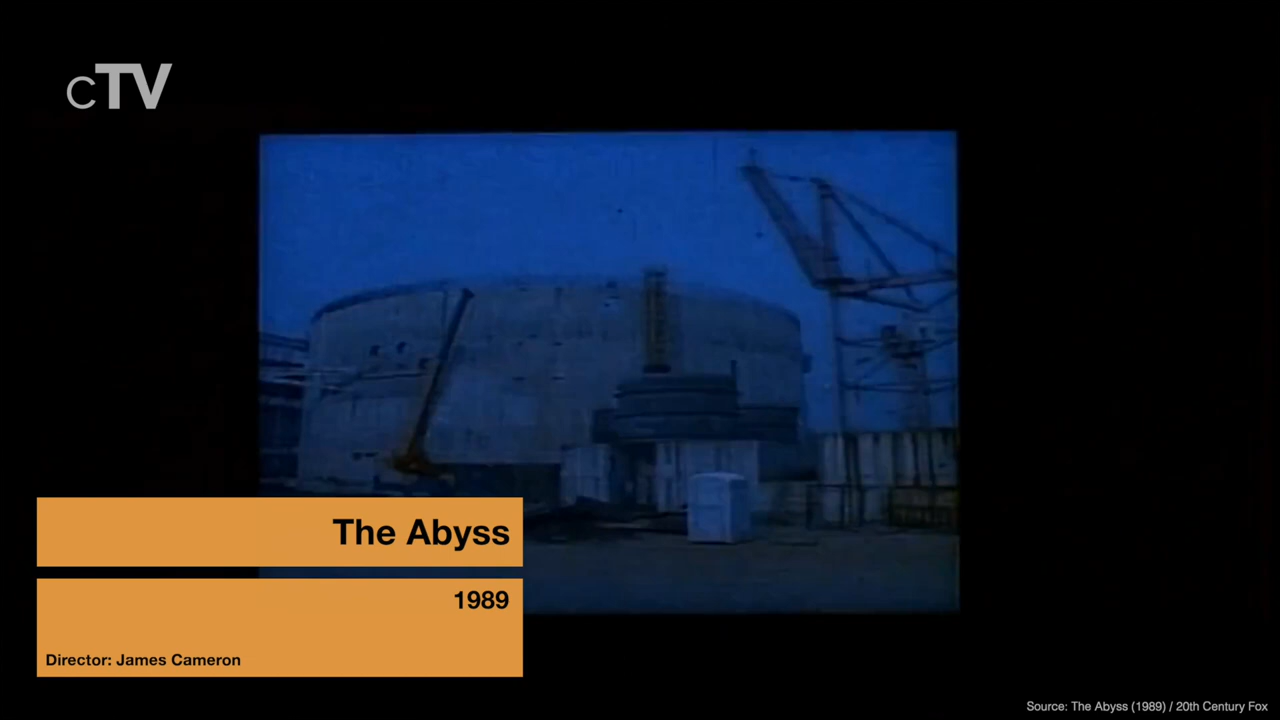 cTV
The Abyss
1989
Director: James Cameron
Source: The Abyss (1989) / 20th Century Fox